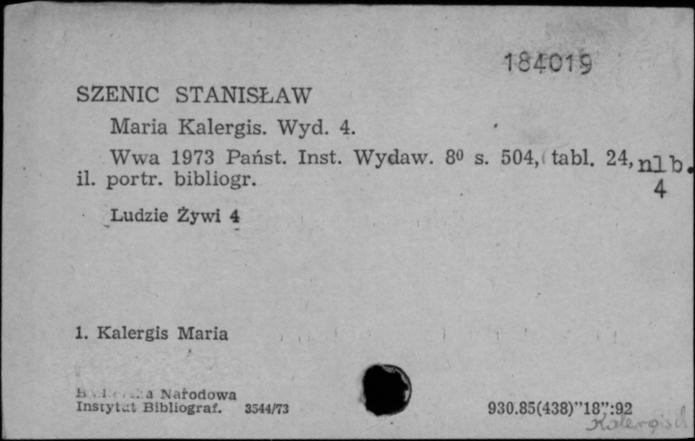 184019
SZENIC STANISŁAW
Maria Kalergis. Wyd. 4.
Wwa 1973 Państ. Inst. Wydaw. 8⁰ s. 504, tabl. 24, nlb. 4
il. portr. bibliogr.
Ludzie Żywi 4
1. Kalergis Maria
Narodowa
Instytut Bibliograf. 3544/73
930.85(438)"18":92